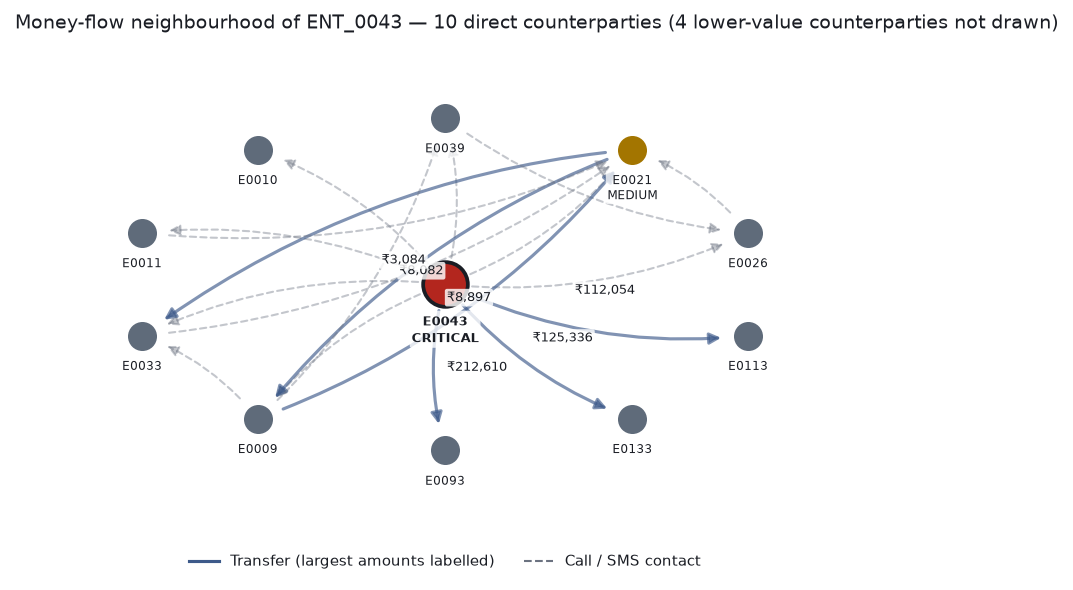 Money-flow neighbourhood of ENT_0043 — 10 direct counterparties (4 lower-value counterparties not drawn)
E0039
E0010
E0021
MEDIUM
E0011
E0026
₹3,084
₹8,082
₹8,897
₹112,054
E0043
CRITICAL
₹125,336
E0033
E0113
₹212,610
E0009
E0133
E0093
Transfer (largest amounts labelled)
Call / SMS contact